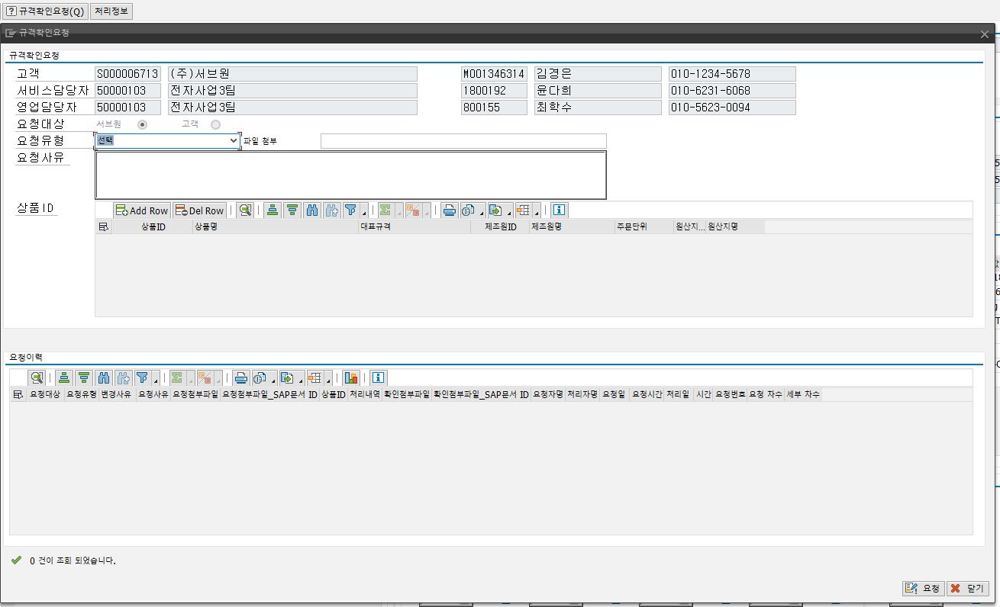 규격확인요청(Q) 처리정보
규격확인요청
규격확인요청
고객 S000006713 (주)서브원 M001346314 김경은 010-1234-5678
서비스담당자 50000103 전자사업3팀 1800192 윤다희 010-6231-6068
영업담당자 50000103 전자사업3팀 800155 최학수 010-5623-0094
요청대상 서브원 고객
요청유형 선택 파일 첨부
요청사유
상품ID Add Row Del Row
상품ID 상품명 대표규격 제조원ID 제조원명 주문단위 원산지... 원산지명
요청이력
요청대상 요청유형 변경사유 요청사유 요청첨부파일 요청첨부파일_SAP문서 ID 상품ID 처리내역 확인첨부파일 확인첨부파일_SAP문서 ID 요청자명 처리자명 요청일 요청시간 처리일 시간 요청번호 요청 차수 세부 차수
0 건이 조회 되었습니다.
요청 닫기